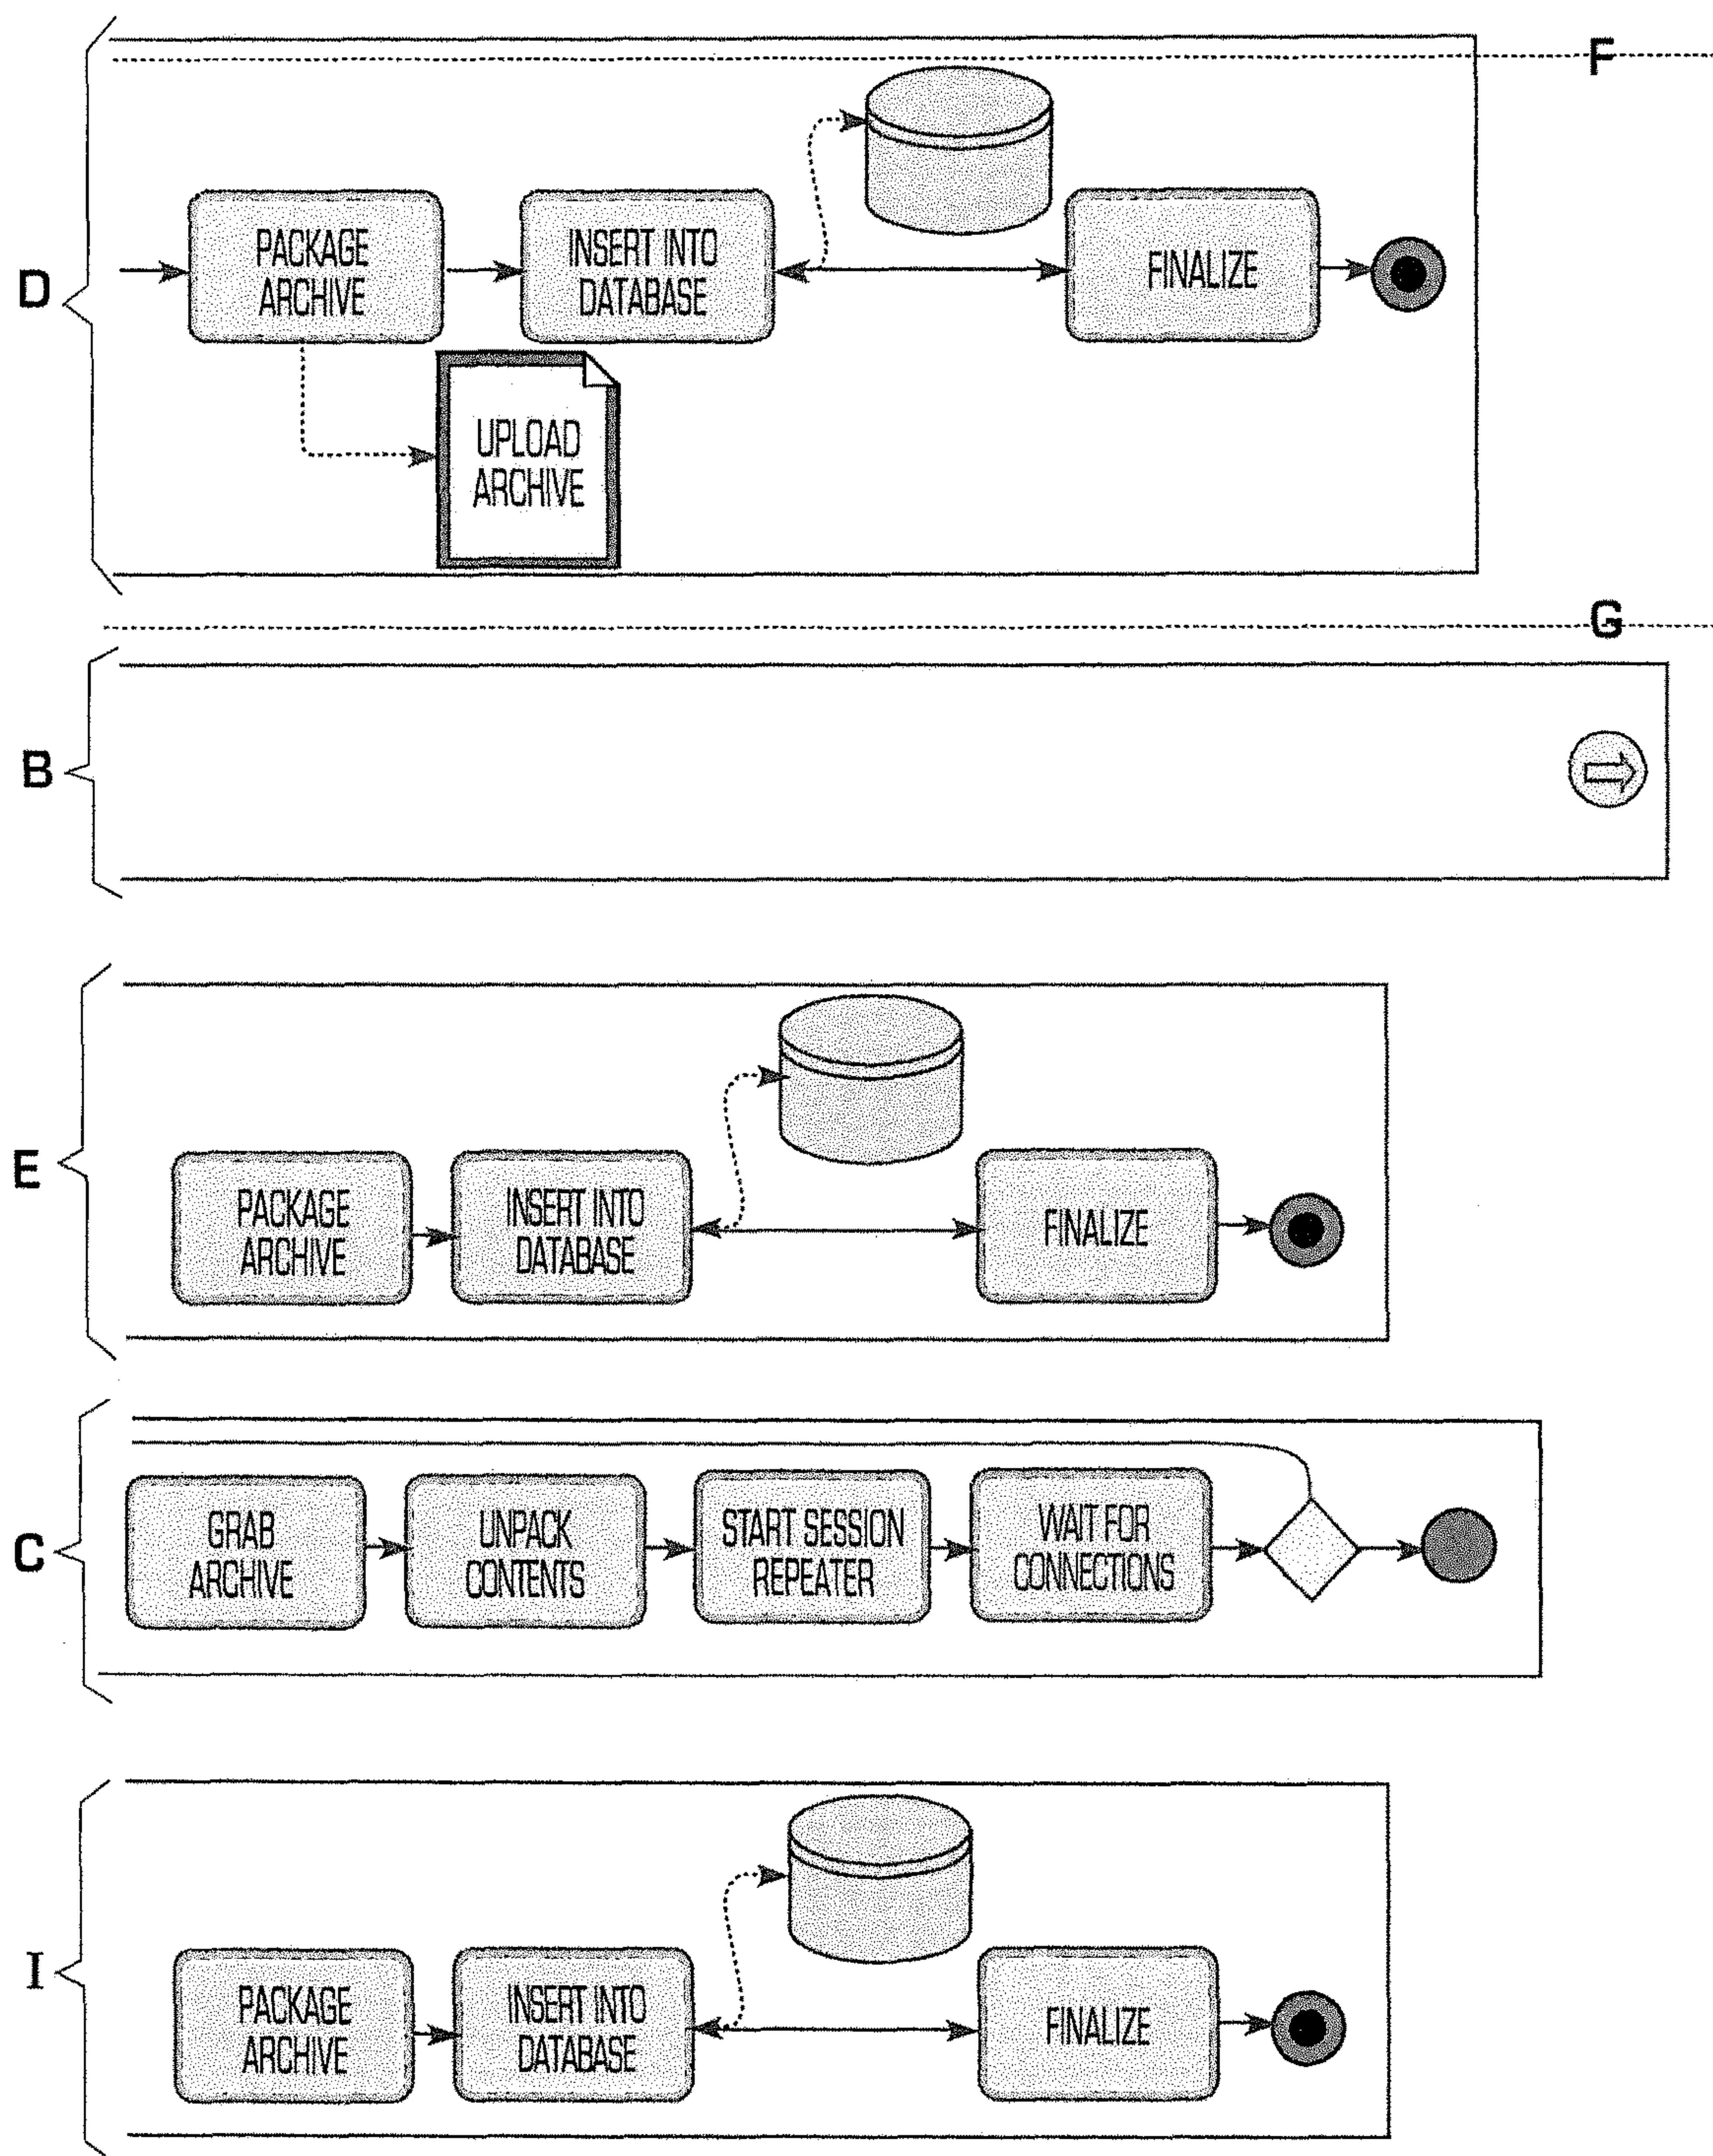 F
D
PACKAGE
ARCHIVE
INSERT INTO
DATABASE
FINALIZE
UPLOAD
ARCHIVE
G
B
E
PACKAGE
ARCHIVE
INSERT INTO
DATABASE
FINALIZE
C
GRAB
ARCHIVE
UNPACK
CONTENTS
START SESSION
REPEATER
WAIT FOR
CONNECTIONS
I
PACKAGE
ARCHIVE
INSERT INTO
DATABASE
FINALIZE